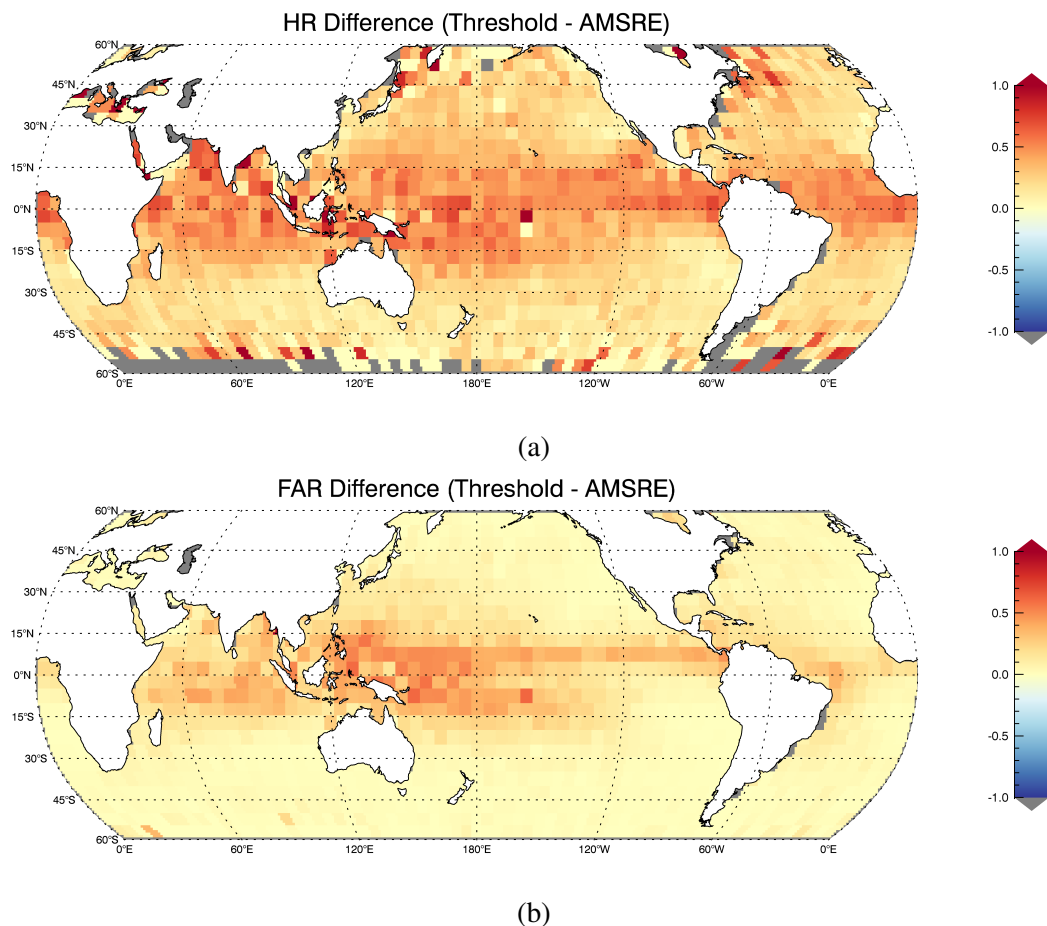 HR Difference (Threshold - AMSRE)
60°N
45°N
30°N
15°N
0°N
15°S
30°S
45°S
60°S
0°E 60°E 120°E 180°E 120°W 60°W 0°E
1.0
0.5
0.0
-0.5
-1.0
(a)
FAR Difference (Threshold - AMSRE)
60°N
45°N
30°N
15°N
0°N
15°S
30°S
45°S
60°S
0°E 60°E 120°E 180°E 120°W 60°W 0°E
1.0
0.5
0.0
-0.5
-1.0
(b)